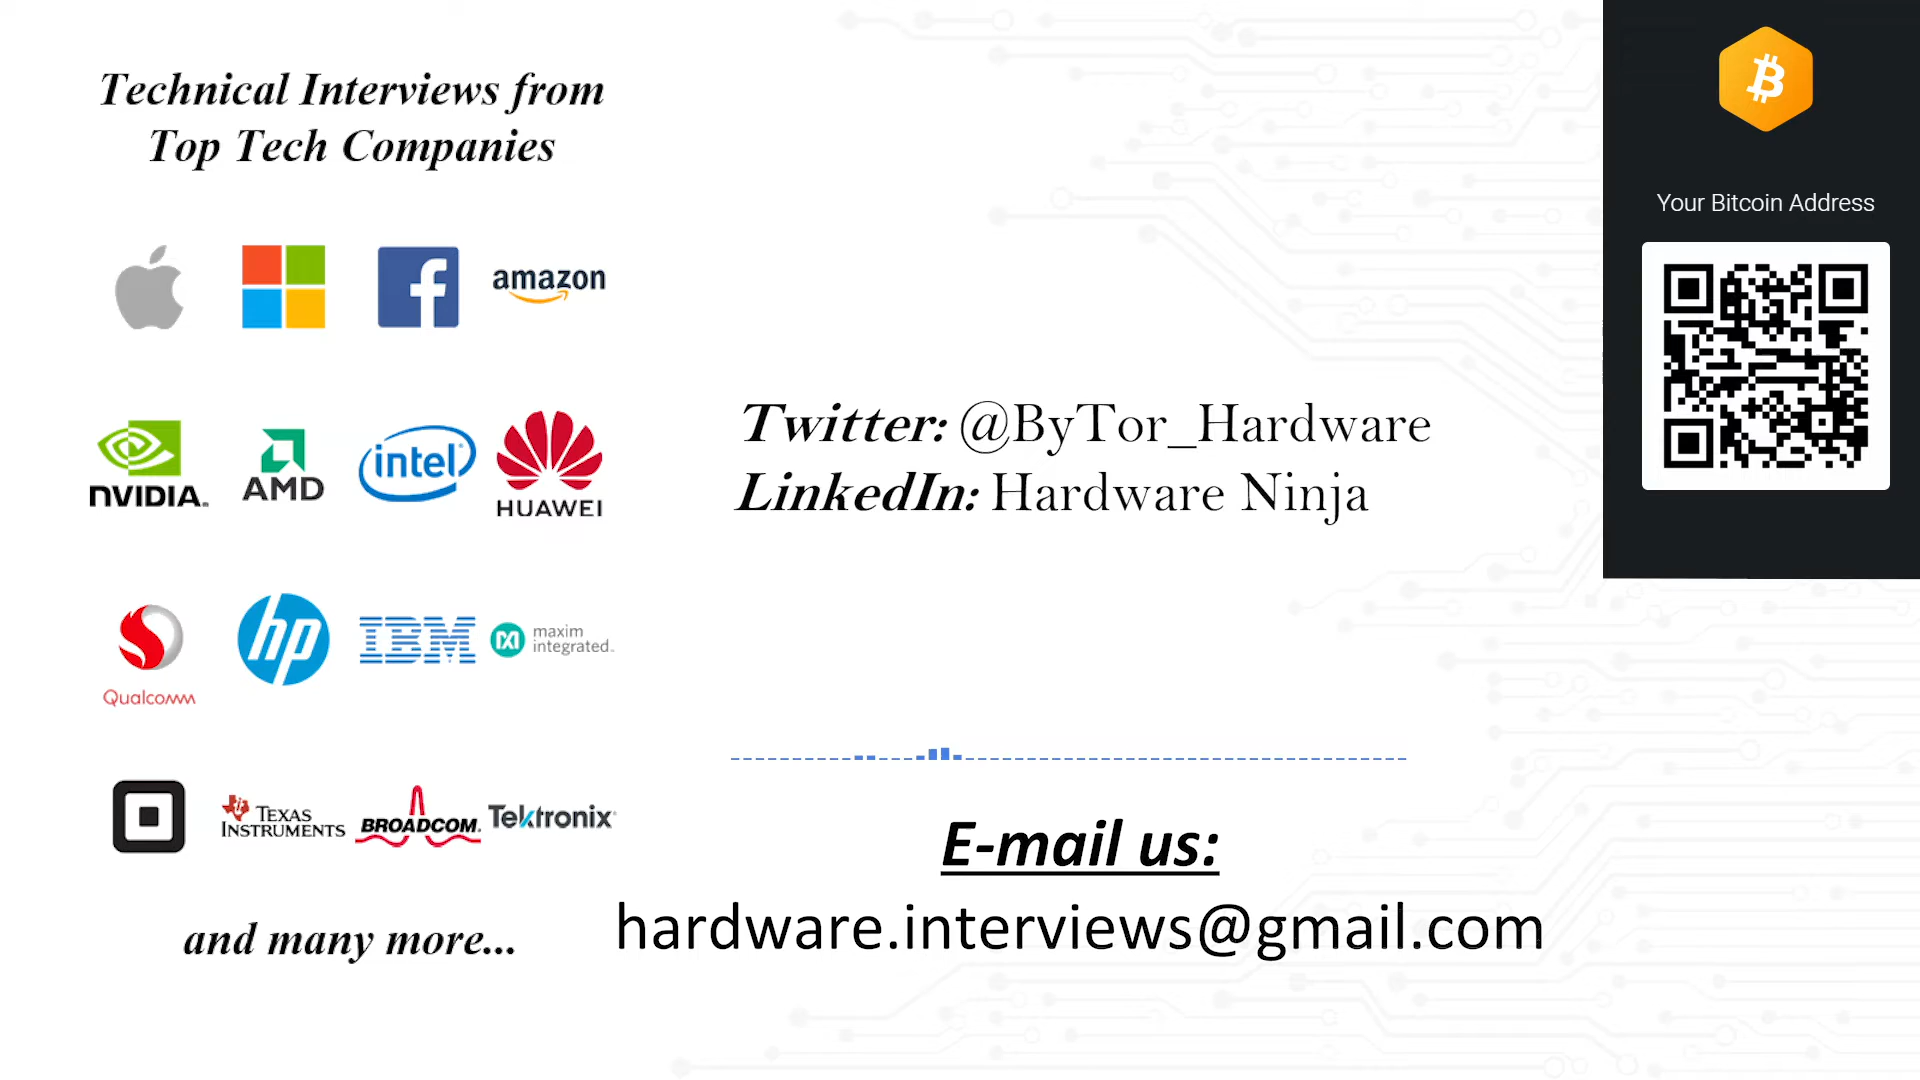 Technical Interviews from
Top Tech Companies
amazon
nVIDIA.
AMD
intel
HUAWEI
Qualcomm
hp
IBM
maxim
integrated.
TEXAS
INSTRUMENTS
BROADCOM.
Tektronix
and many more...
Twitter: @ByTor_Hardware
LinkedIn: Hardware Ninja
E-mail us:
hardware.interviews@gmail.com
Your Bitcoin Address